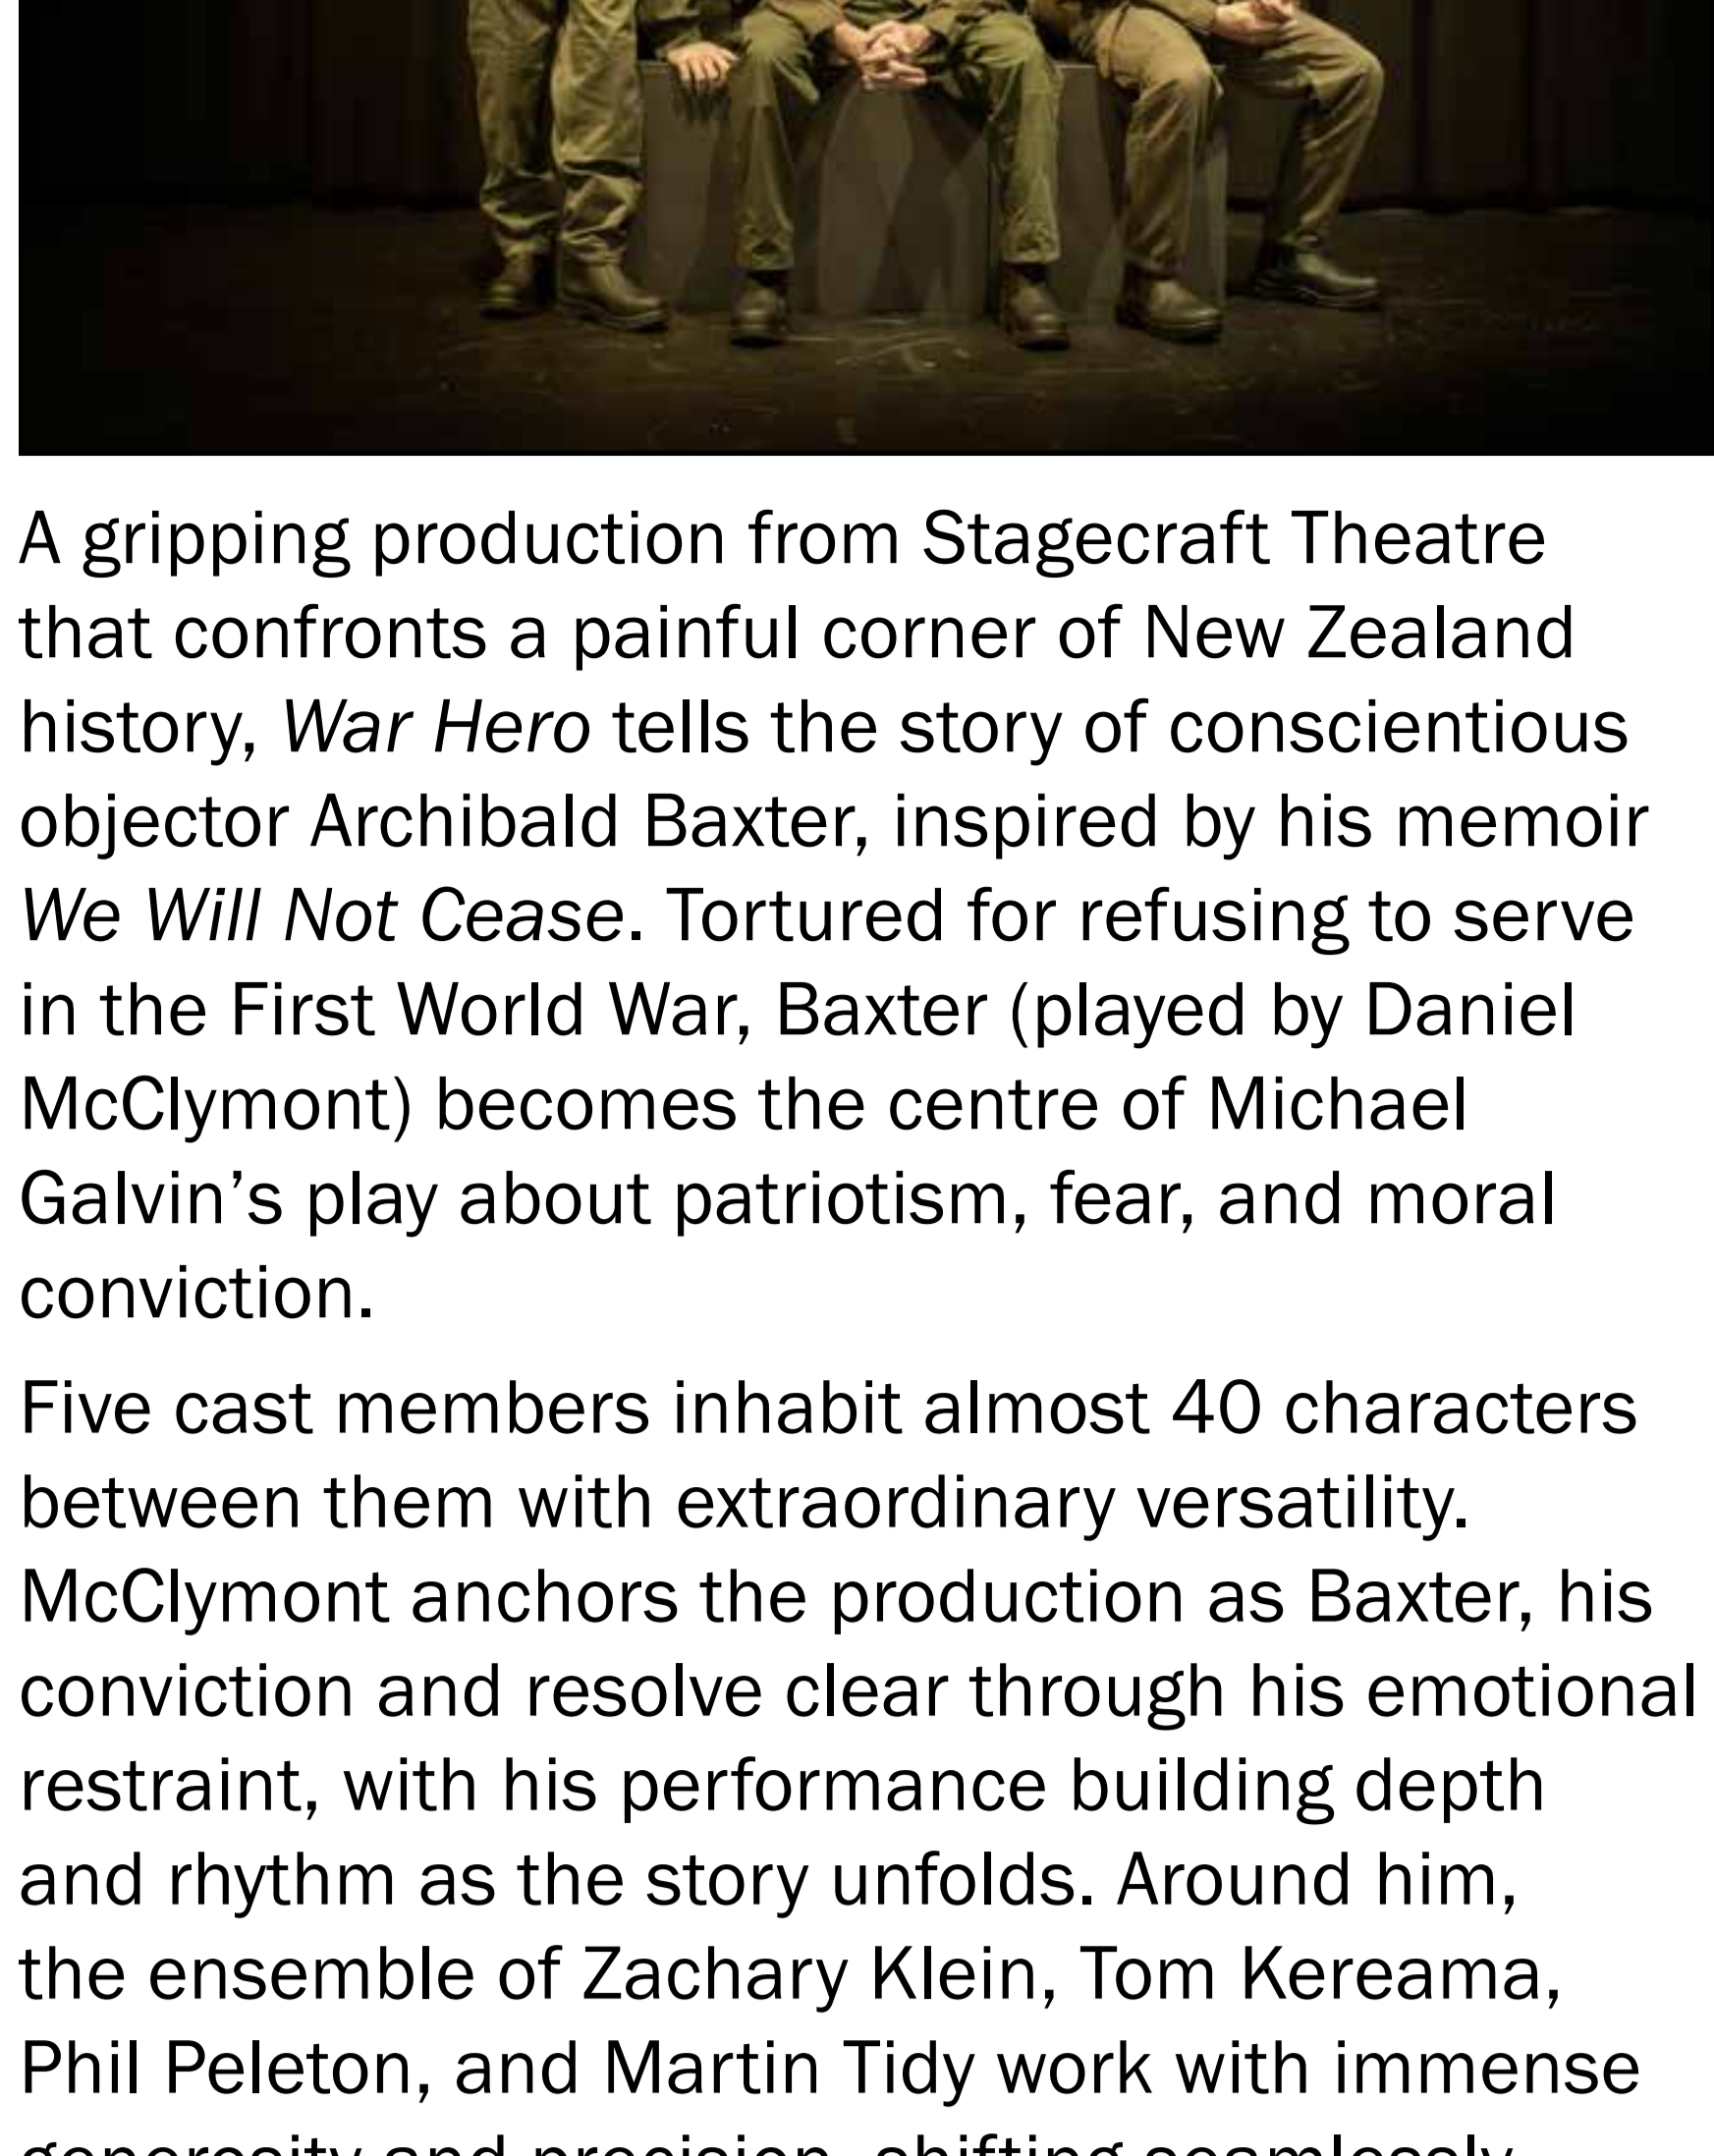 A gripping production from Stagecraft Theatre
that confronts a painful corner of New Zealand
history, War Hero tells the story of conscientious
objector Archibald Baxter, inspired by his memoir
We Will Not Cease. Tortured for refusing to serve
in the First World War, Baxter (played by Daniel
McClymont) becomes the centre of Michael
Galvin’s play about patriotism, fear, and moral
conviction.
Five cast members inhabit almost 40 characters
between them with extraordinary versatility.
McClymont anchors the production as Baxter, his
conviction and resolve clear through his emotional
restraint, with his performance building depth
and rhythm as the story unfolds. Around him,
the ensemble of Zachary Klein, Tom Kereama,
Phil Peleton, and Martin Tidy work with immense
generosity and precision, shifting seamlessly